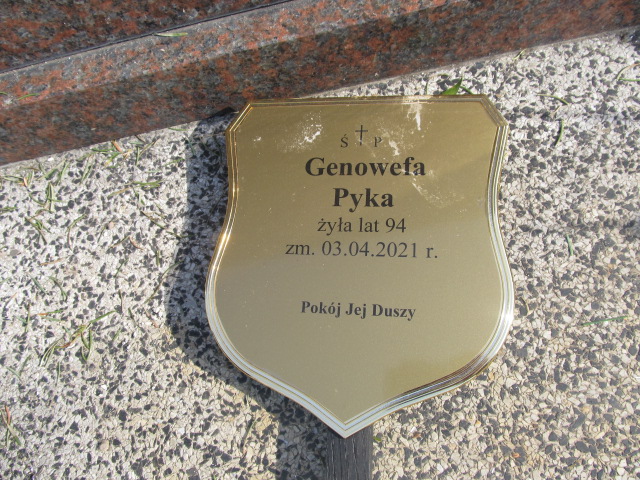 Ś † P
Genowefa
Pyka
żyła lat 94
zm. 03.04.2021 r.
Pokój Jej Duszy